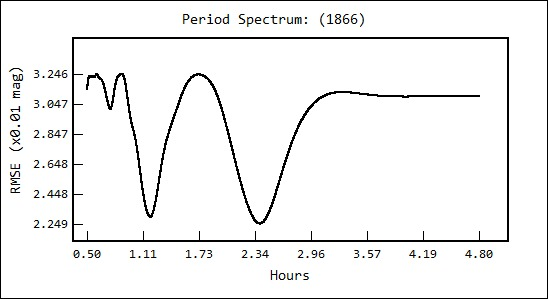 Period Spectrum: (1866)
RMSE (x0.01 mag)
3.246
3.047
2.847
2.648
2.448
2.249
0.50 1.11 1.73 2.34 2.96 3.57 4.19 4.80
Hours